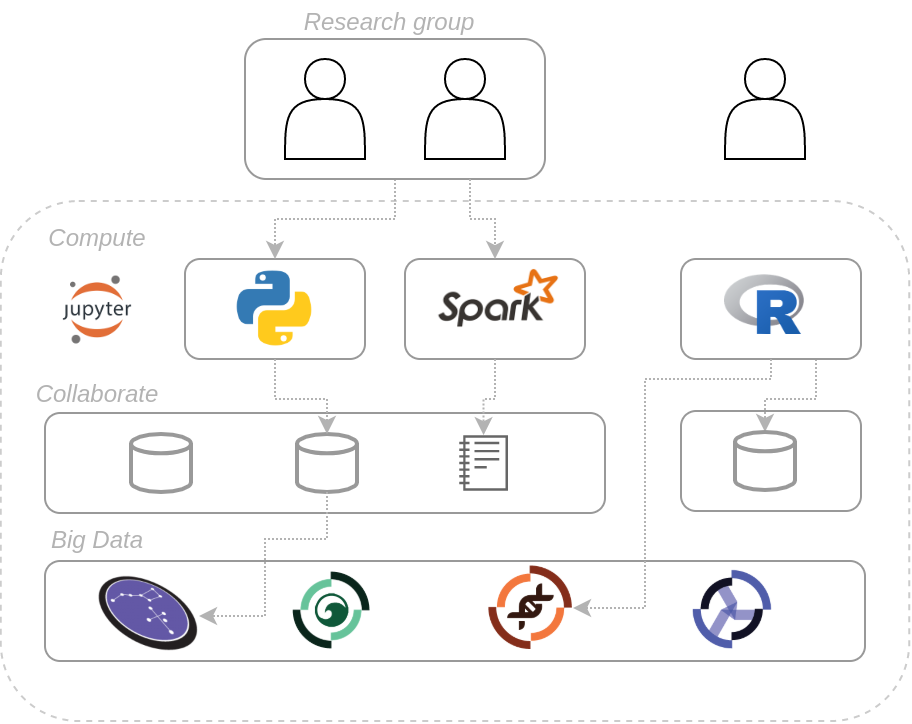 Research group
Compute
jupyter
Spark
R
Collaborate
Big Data